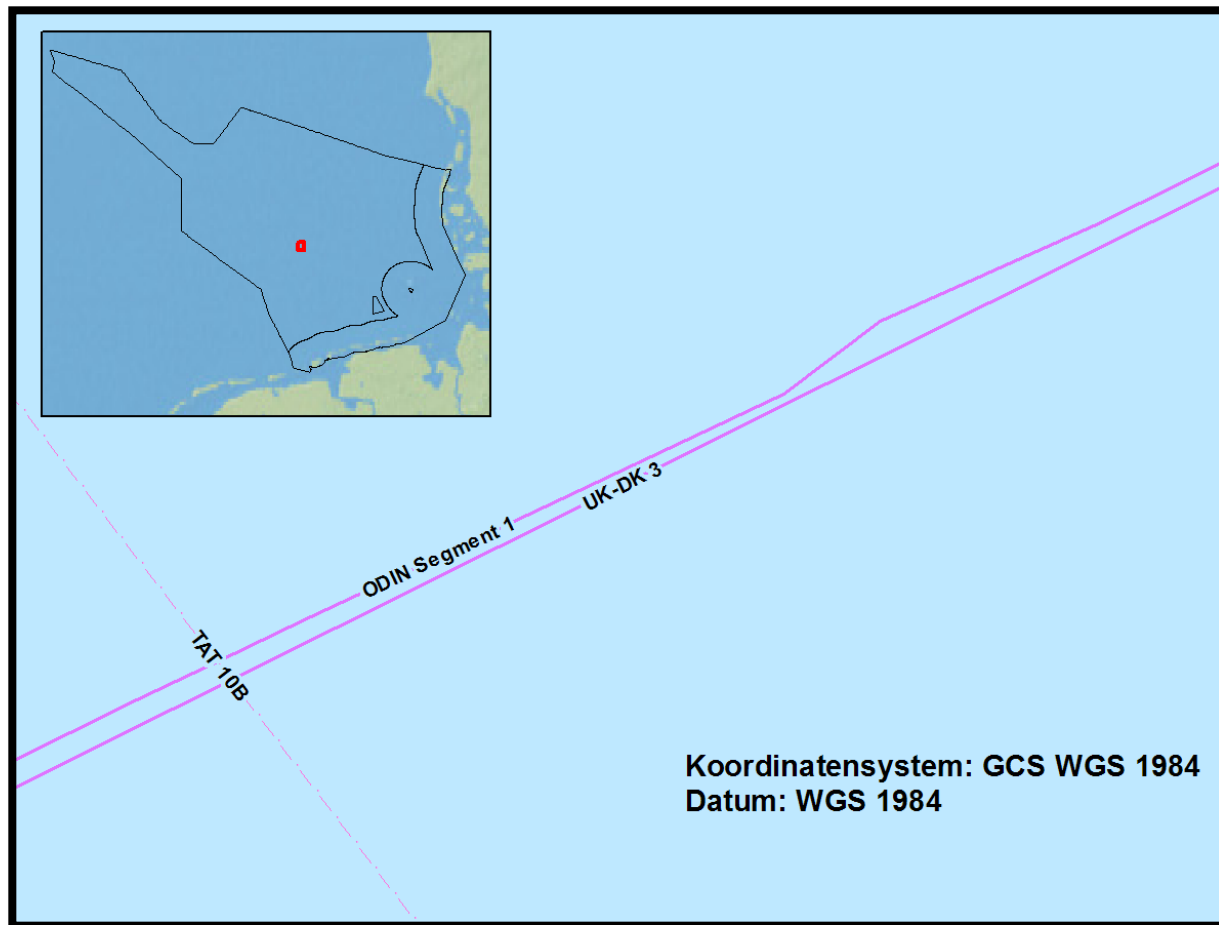 ODIN Segment 1
UK-DK 3
TAT 10B
Koordinatensystem: GCS WGS 1984
Datum: WGS 1984